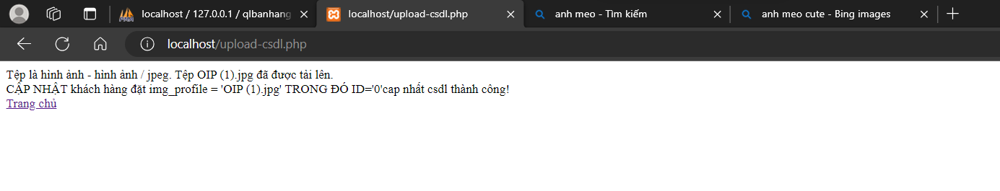 localhost / 127.0.0.1 / qlbanhang
localhost/upload-csdl.php
anh meo - Tìm kiếm
anh meo cute - Bing images
localhost/upload-csdl.php
Tệp là hình ảnh - hình ảnh / jpeg. Tệp OIP (1).jpg đã được tải lên.
CẬP NHẬT khách hàng đặt img_profile = 'OIP (1).jpg' TRONG ĐÓ ID='0'cap nhất csdl thành công!
Trang chủ